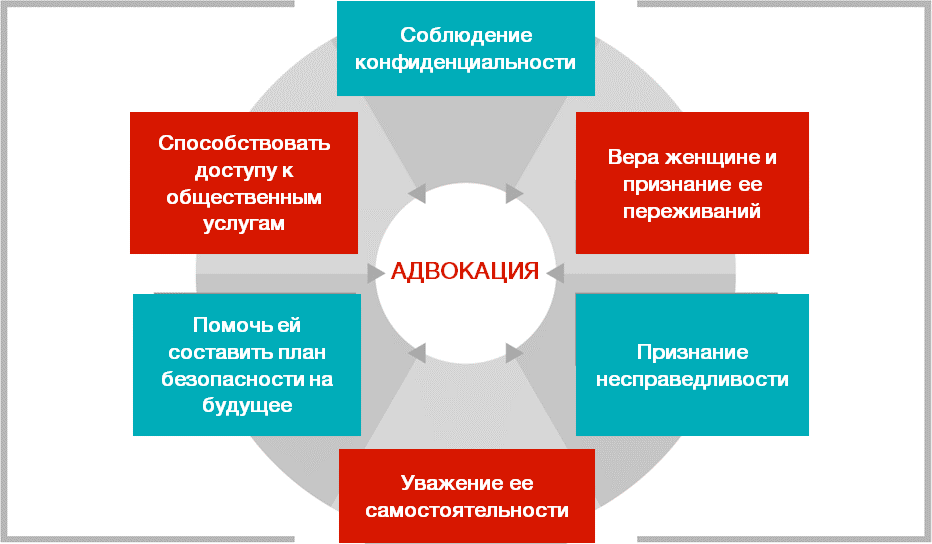 Соблюдение
конфиденциальности
Способствовать
доступу к
общественным
услугам
Вера женщине и
признание ее
переживаний
АДВОКАЦИЯ
Помочь ей
составить план
безопасности на
будущее
Признание
несправедливости
Уважение ее
самостоятельности